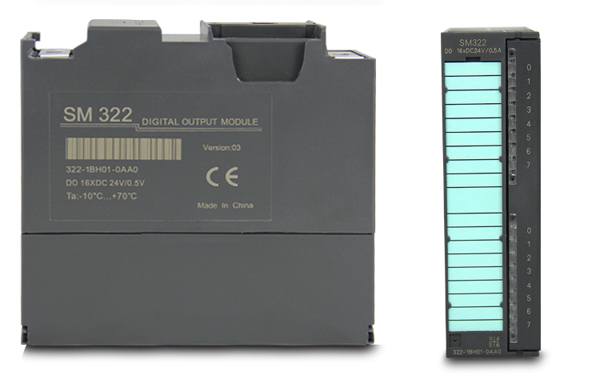 SM 322 DIGITAL OUTPUT MODULE
Version:03
322-1BH01-0AA0
DO 16XDC 24V/0.5V
Ta:-10°C...+70°C
CE
Made In China
SM322
DO 16xDC24V/0,5A
0
1
2
3
4
5
6
7
0
1
2
3
4
5
6
7
322-1BH01-0AA0